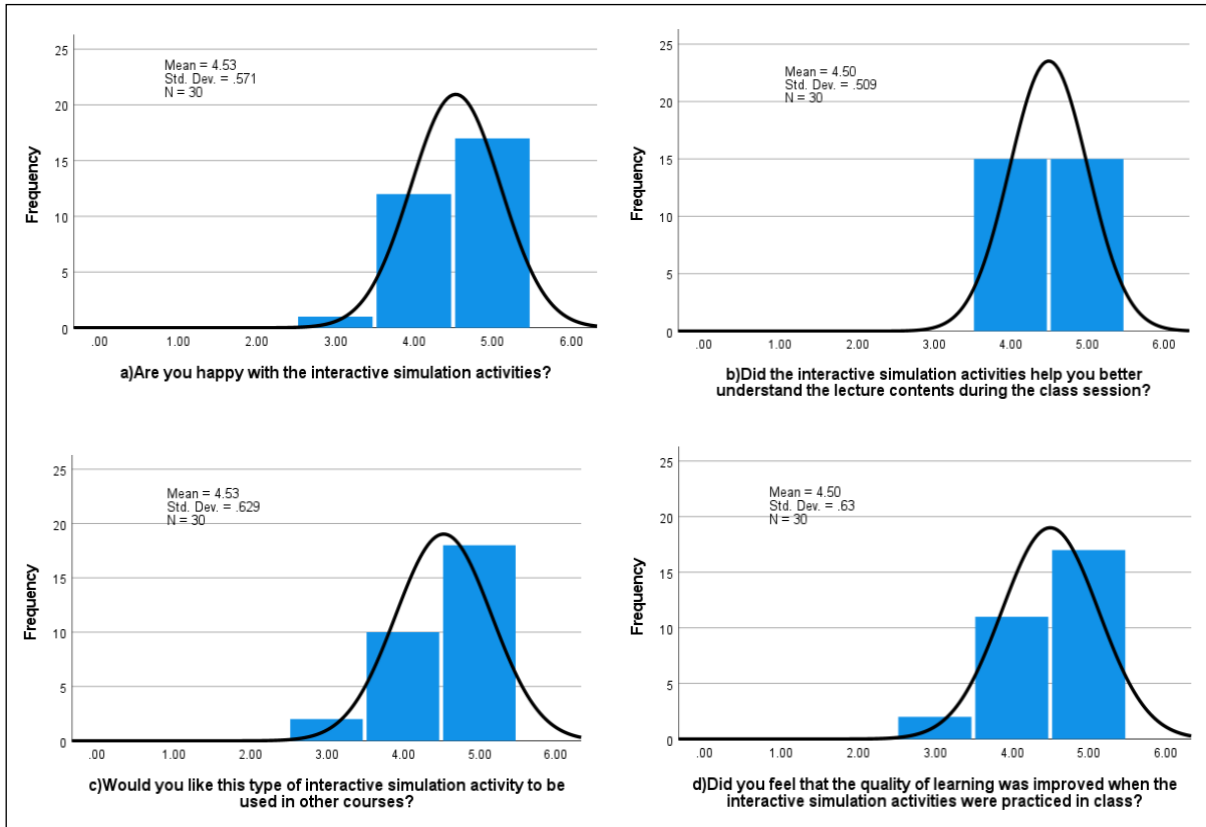 25
20
15
10
5
0
Frequency
Mean = 4.53
Std. Dev. = .571
N = 30
.00 1.00 2.00 3.00 4.00 5.00 6.00
a)Are you happy with the interactive simulation activities?
25
20
15
10
5
0
Frequency
Mean = 4.50
Std. Dev. = .509
N = 30
.00 1.00 2.00 3.00 4.00 5.00 6.00
b)Did the interactive simulation activities help you better
understand the lecture contents during the class session?
25
20
15
10
5
0
Frequency
Mean = 4.53
Std. Dev. = .629
N = 30
.00 1.00 2.00 3.00 4.00 5.00 6.00
c)Would you like this type of interactive simulation activity to be
used in other courses?
25
20
15
10
5
0
Frequency
Mean = 4.50
Std. Dev. = .63
N = 30
.00 1.00 2.00 3.00 4.00 5.00 6.00
d)Did you feel that the quality of learning was improved when the
interactive simulation activities were practiced in class?